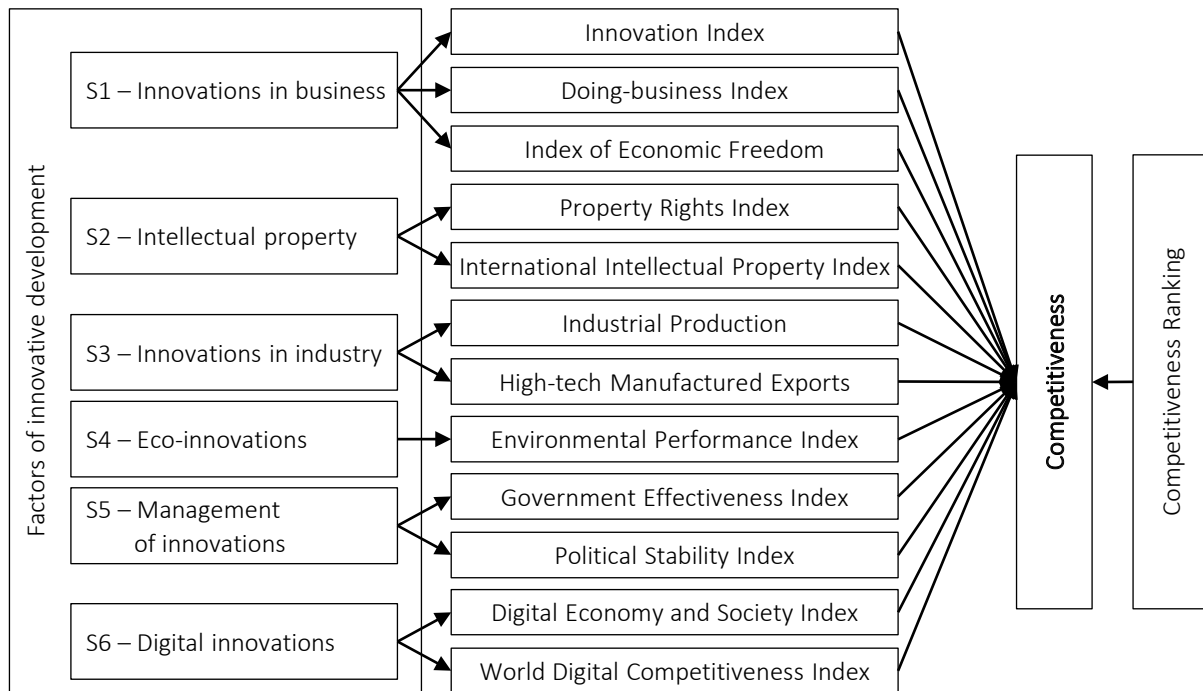 Factors of innovative development
S1 – Innovations in business
S2 – Intellectual property
S3 – Innovations in industry
S4 – Eco-innovations
S5 – Management
of innovations
S6 – Digital innovations
Innovation Index
Doing-business Index
Index of Economic Freedom
Property Rights Index
International Intellectual Property Index
Industrial Production
High-tech Manufactured Exports
Environmental Performance Index
Government Effectiveness Index
Political Stability Index
Digital Economy and Society Index
World Digital Competitiveness Index
Competitiveness
Competitiveness Ranking